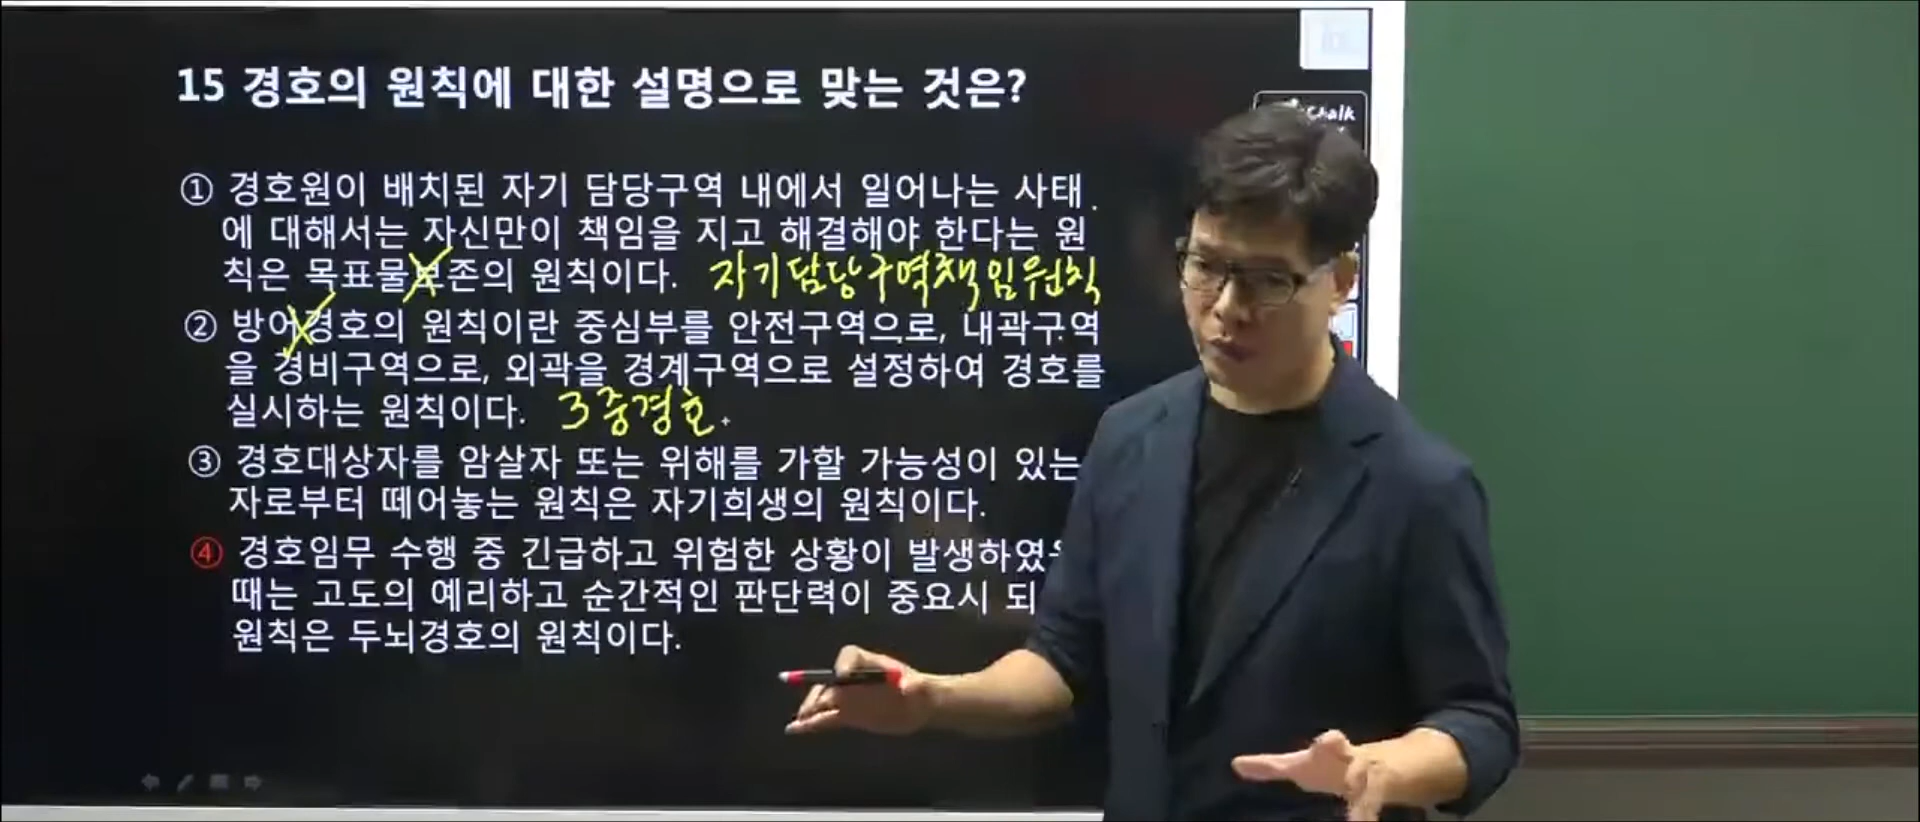 15 경호의 원칙에 대한 설명으로 맞는 것은?
chalk
① 경호원이 배치된 자기 담당구역 내에서 일어나는 사태
에 대해서는 자신만이 책임을 지고 해결해야 한다는 원
칙은 목표물보존의 원칙이다. 자기담당구역책임원칙
② 방어경호의 원칙이란 중심부를 안전구역으로, 내곽구역
을 경비구역으로, 외곽을 경계구역으로 설정하여 경호를
실시하는 원칙이다. 3중경호
③ 경호대상자를 암살자 또는 위해를 가할 가능성이 있는
자로부터 떼어놓는 원칙은 자기희생의 원칙이다.
④ 경호임무 수행 중 긴급하고 위험한 상황이
때는 고도의 예리하고 순간적인 판단력이 중요시
원칙은 두뇌경호의 원칙이다.